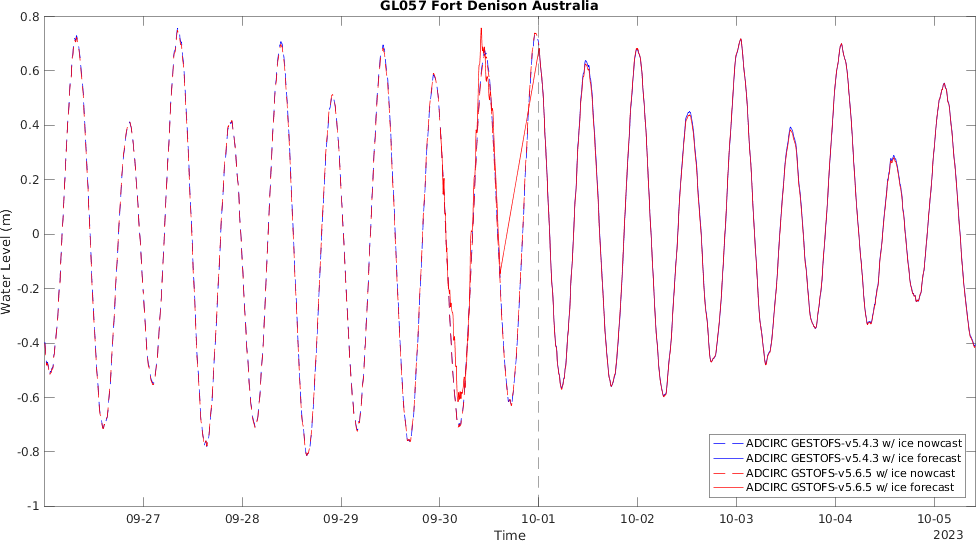 GL057 Fort Denison Australia
0.8
0.6
0.4
0.2
0
-0.2
-0.4
-0.6
-0.8
-1
Water Level (m)
09-27 09-28 09-29 09-30 10-01 10-02 10-03 10-04 10-05
Time
2023
ADCIRC GESTOFS-v5.4.3 w/ ice nowcast
ADCIRC GESTOFS-v5.4.3 w/ ice forecast
ADCIRC GSTOFS-v5.6.5 w/ ice nowcast
ADCIRC GSTOFS-v5.6.5 w/ ice forecast